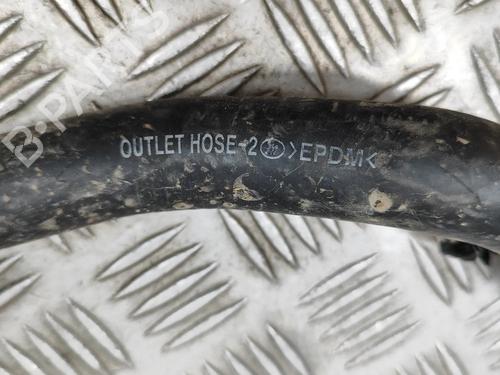 OUTLET HOSE-2 >EPDM<
B-PARTS